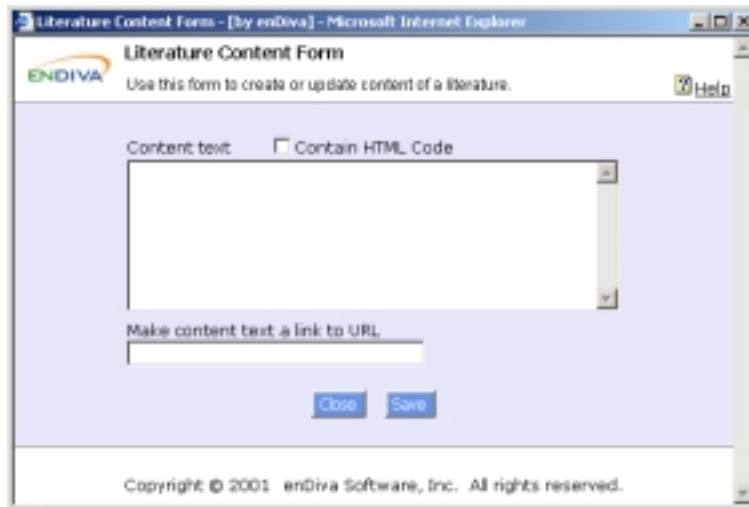 Literature Content Form - [by enDiva] - Microsoft Internet Explorer
ENDIVA
Literature Content Form
Use this form to create or update content of a literature.
Help
Content text Contain HTML Code
Make content text a link to URL
Close Save
Copyright © 2001 enDiva Software, Inc. All rights reserved.